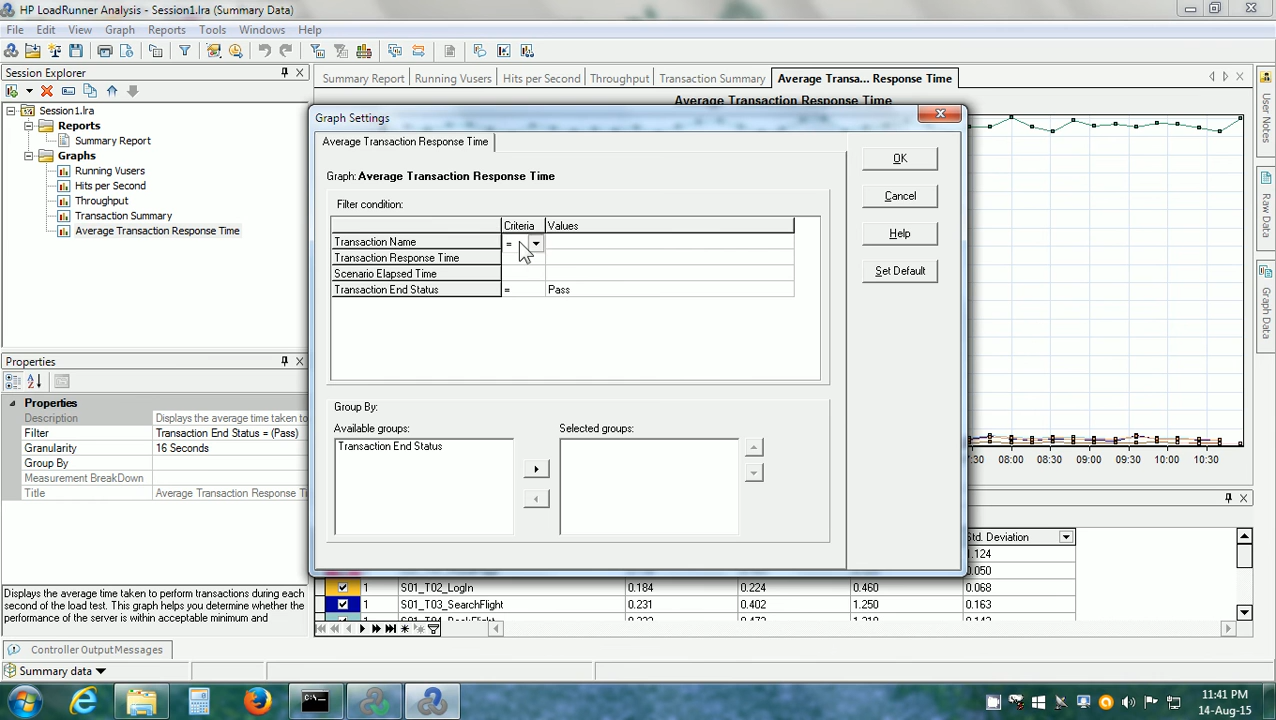 HP LoadRunner Analysis - Session1.lra (Summary Data)
File Edit View Graph Reports Tools Windows Help
Session Explorer
Summary Report Running Vusers Hits per Second Throughput Transaction Summary Average Transa... Response Time
Average Transaction Response Time
Session1.lra
Reports
Summary Report
Graphs
Running Vusers
Hits per Second
Throughput
Transaction Summary
Average Transaction Response Time
Graph Settings
Average Transaction Response Time
Graph: Average Transaction Response Time
Filter condition:
Criteria Values
Transaction Name =
Transaction Response Time
Scenario Elapsed Time
Transaction End Status = Pass
Group By:
Available groups: Selected groups:
Transaction End Status
OK
Cancel
Help
Set Default
User Notes
Raw Data
Graph Data
Properties
Properties
Description Displays the average time taken to
Filter Transaction End Status = (Pass)
Granularity 16 Seconds
Group By
Measurement BreakDown
Title Average Transaction Response Ti
Displays the average time taken to perform transactions during each
second of the load test. This graph helps you determine whether the
performance of the server is within acceptable minimum and
:30 08:00 08:30 09:00 09:30 10:00 10:30
td. Deviation
.124
.050
1 S01_T02_LogIn 0.184 0.224 0.460 0.068
1 S01_T03_SearchFlight 0.231 0.402 1.250 0.163
Controller Output Messages
Summary data
11:41 PM
14-Aug-15